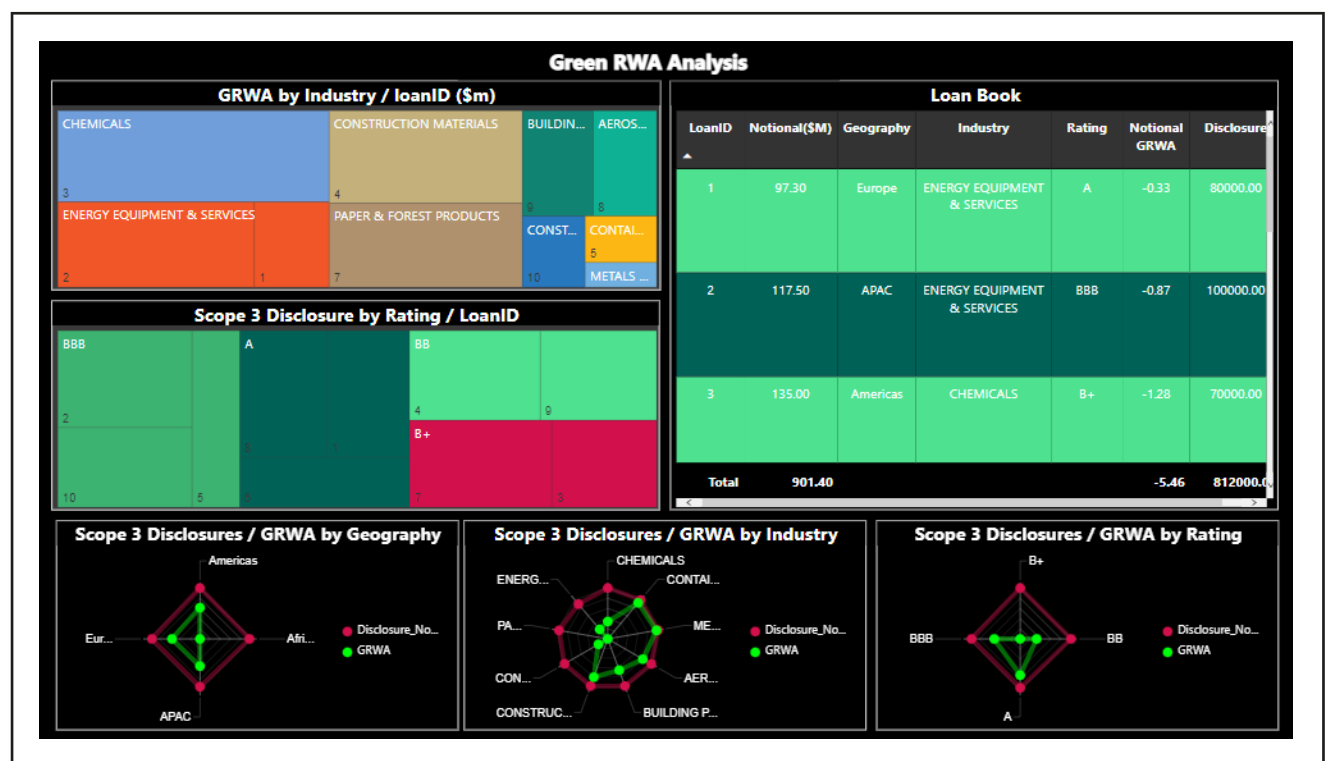 Green RWA Analysis
GRWA by Industry / loanID ($m)
CHEMICALS
3
CONSTRUCTION MATERIALS
4
BUILDIN...
9
AEROS...
8
ENERGY EQUIPMENT & SERVICES
2
1
PAPER & FOREST PRODUCTS
7
CONST...
10
CONTAI...
5
METALS ...
Loan Book
LoanID Notional($M) Geography Industry Rating Notional GRWA Disclosure
1 97.30 Europe ENERGY EQUIPMENT & SERVICES A -0.33 80000.00
2 117.50 APAC ENERGY EQUIPMENT & SERVICES BBB -0.87 100000.00
3 135.00 Americas CHEMICALS B+ -1.28 70000.00
Total 901.40 -5.46 812000.0
Scope 3 Disclosure by Rating / LoanID
BBB
2
10
5
A
1
BB
4
9
B+
7
3
Scope 3 Disclosures / GRWA by Geography
Americas
Eur...
Afri...
APAC
Disclosure_No...
GRWA
Scope 3 Disclosures / GRWA by Industry
CHEMICALS
ENERG...
CONTAI...
PA...
ME...
CON...
AER...
CONSTRUC...
BUILDING P...
Disclosure_No...
GRWA
Scope 3 Disclosures / GRWA by Rating
B+
BBB
BB
A
Disclosure_No...
GRWA